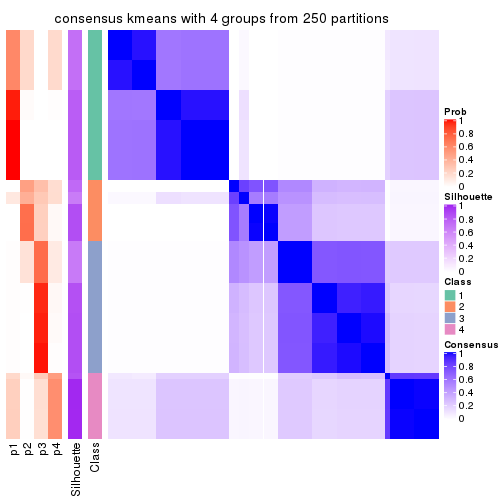 consensus kmeans with 4 groups from 250 partitions
Prob
1
0.8
0.6
0.4
0.2
0
Silhouette
1
0.8
0.6
0.4
0.2
0
Class
1
2
3
4
Consensus
1
0.8
0.6
0.4
0.2
0
p1
p2
p3
p4
Silhouette
Class